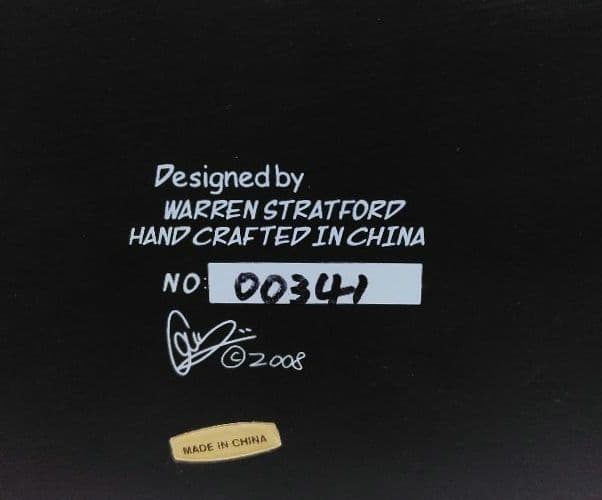 Designed by
WARREN STRATFORD
HAND CRAFTED IN CHINA
NO: 00341
©2008
MADE IN CHINA